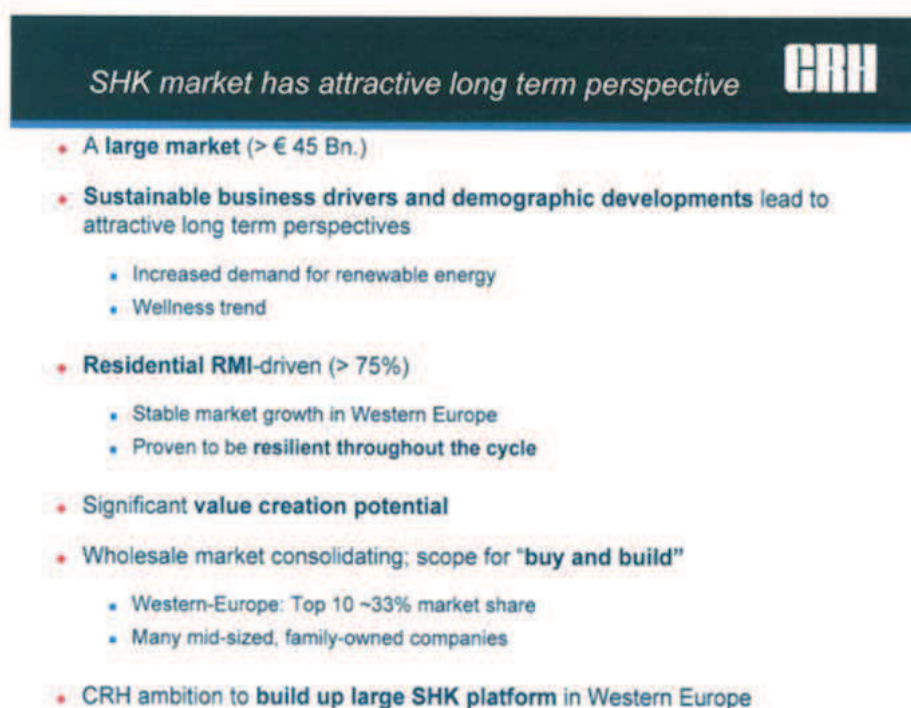 SHK market has attractive long term perspective
CRH
A large market (> € 45 Bn.)
Sustainable business drivers and demographic developments lead to
attractive long term perspectives
Increased demand for renewable energy
Wellness trend
Residential RMI-driven (> 75%)
Stable market growth in Western Europe
Proven to be resilient throughout the cycle
Significant value creation potential
Wholesale market consolidating; scope for "buy and build”
Western-Europe: Top 10 ~33% market share
Many mid-sized, family-owned companies
CRH ambition to build up large SHK platform in Western Europe